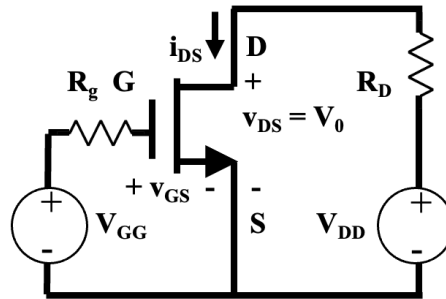 i_DS D
R_g G + R_D
v_DS = V_0
+ v_GS - -
+ V_GG S V_DD +
- -